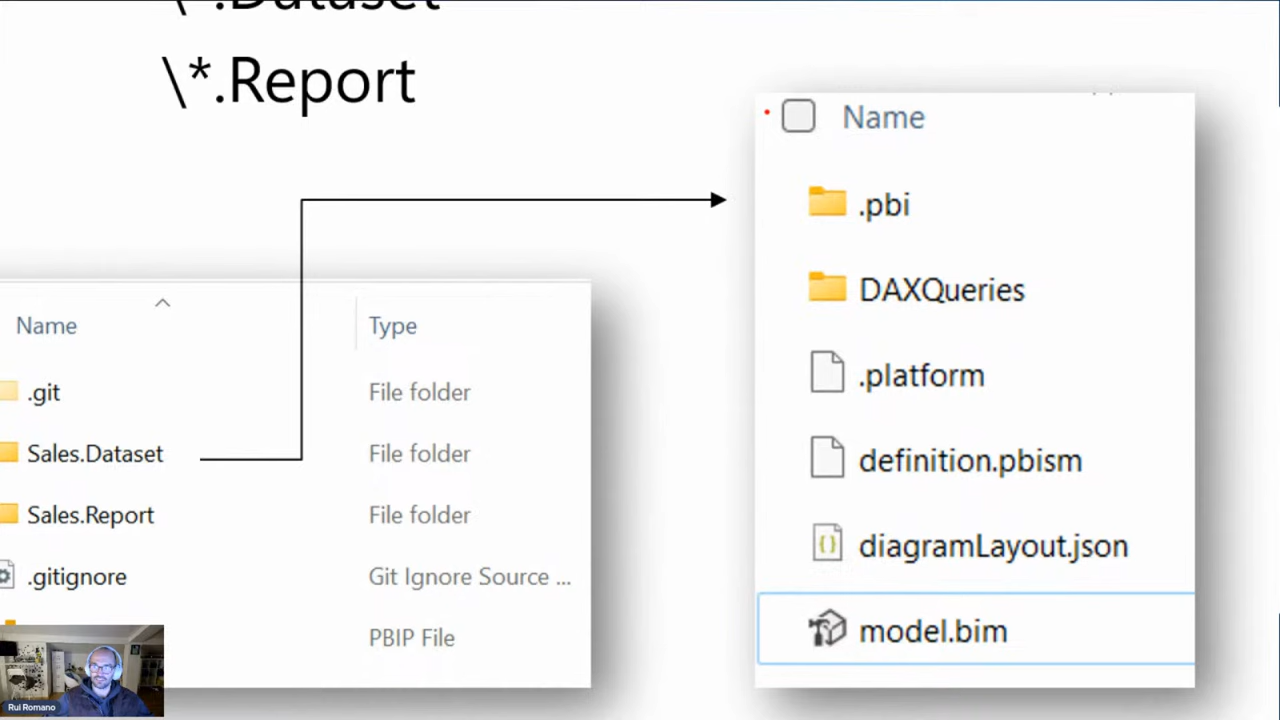 \*.Dataset
\*.Report
Name
.pbi
DAXQueries
.platform
definition.pbism
diagramLayout.json
model.bim
Name Type
.git File folder
Sales.Dataset File folder
Sales.Report File folder
.gitignore Git Ignore Source ...
PBIP File
Rui Romano